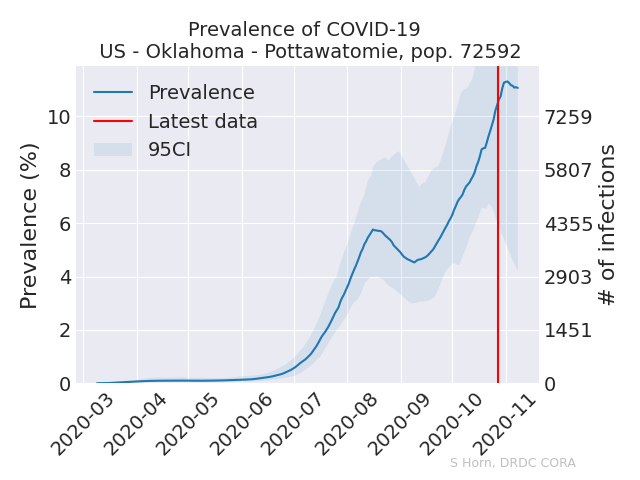 Prevalence of COVID-19
US - Oklahoma - Pottawatomie, pop. 72592
Prevalence
Latest data
95CI
Prevalence (%)
10
8
6
4
2
0
7259
5807
4355
2903
1451
0
# of infections
2020-03
2020-04
2020-05
2020-06
2020-07
2020-08
2020-09
2020-10
2020-11
S Horn, DRDC CORA